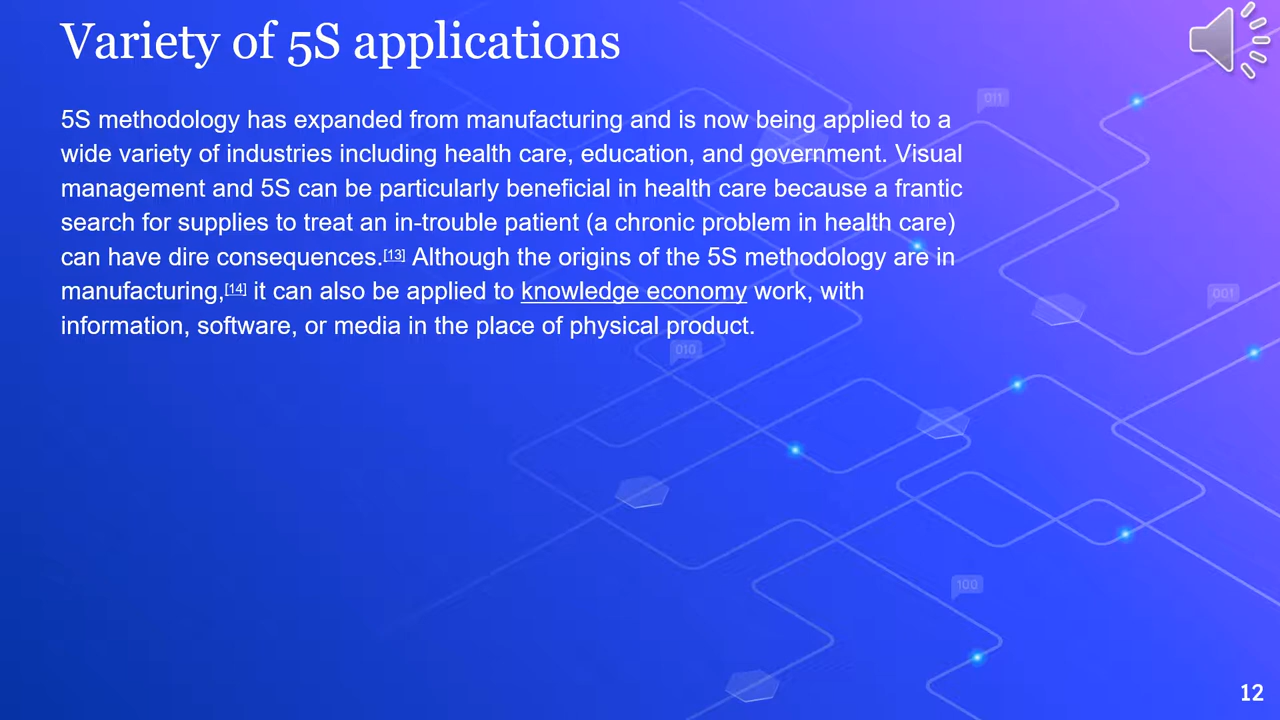 Variety of 5S applications
5S methodology has expanded from manufacturing and is now being applied to a
wide variety of industries including health care, education, and government. Visual
management and 5S can be particularly beneficial in health care because a frantic
search for supplies to treat an in-trouble patient (a chronic problem in health care)
can have dire consequences.[13] Although the origins of the 5S methodology are in
manufacturing,[14] it can also be applied to knowledge economy work, with
information, software, or media in the place of physical product.
011
001
010
100
12